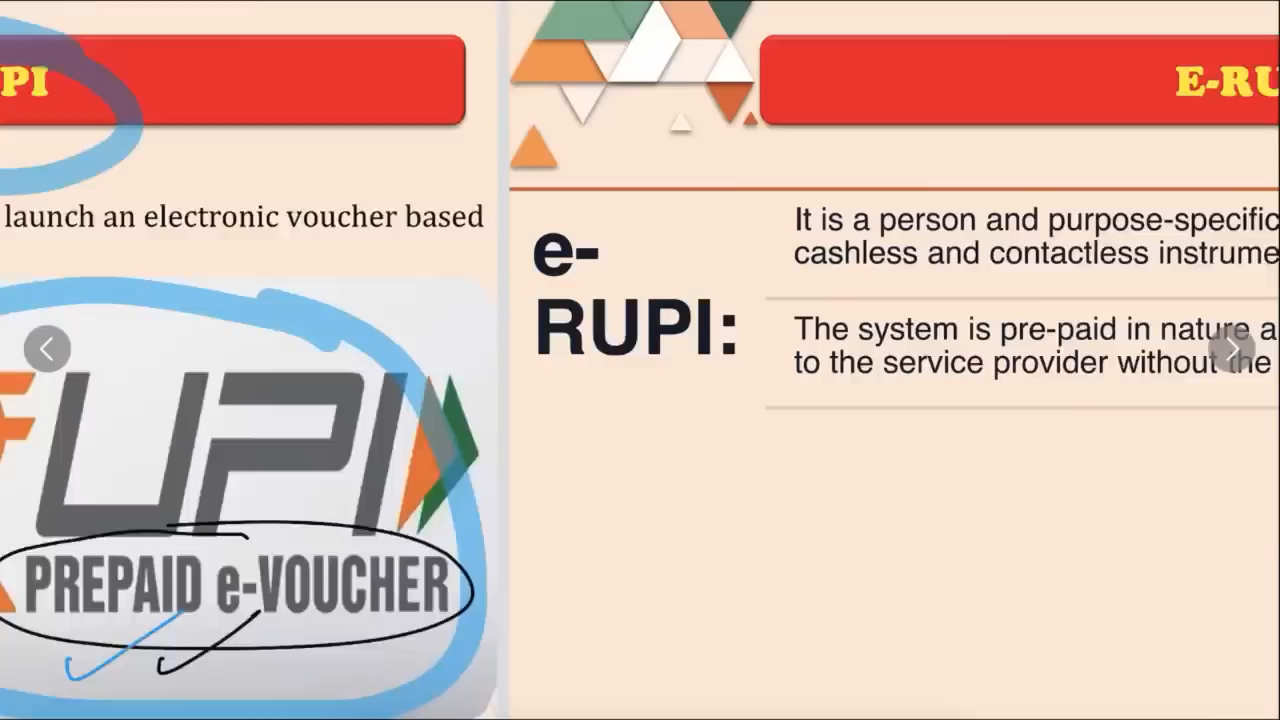 PI
launch an electronic voucher based
UPI
PREPAID e-VOUCHER
E-RU
e-
RUPI:
It is a person and purpose-specific
cashless and contactless instrume
The system is pre-paid in nature a
to the service provider without the